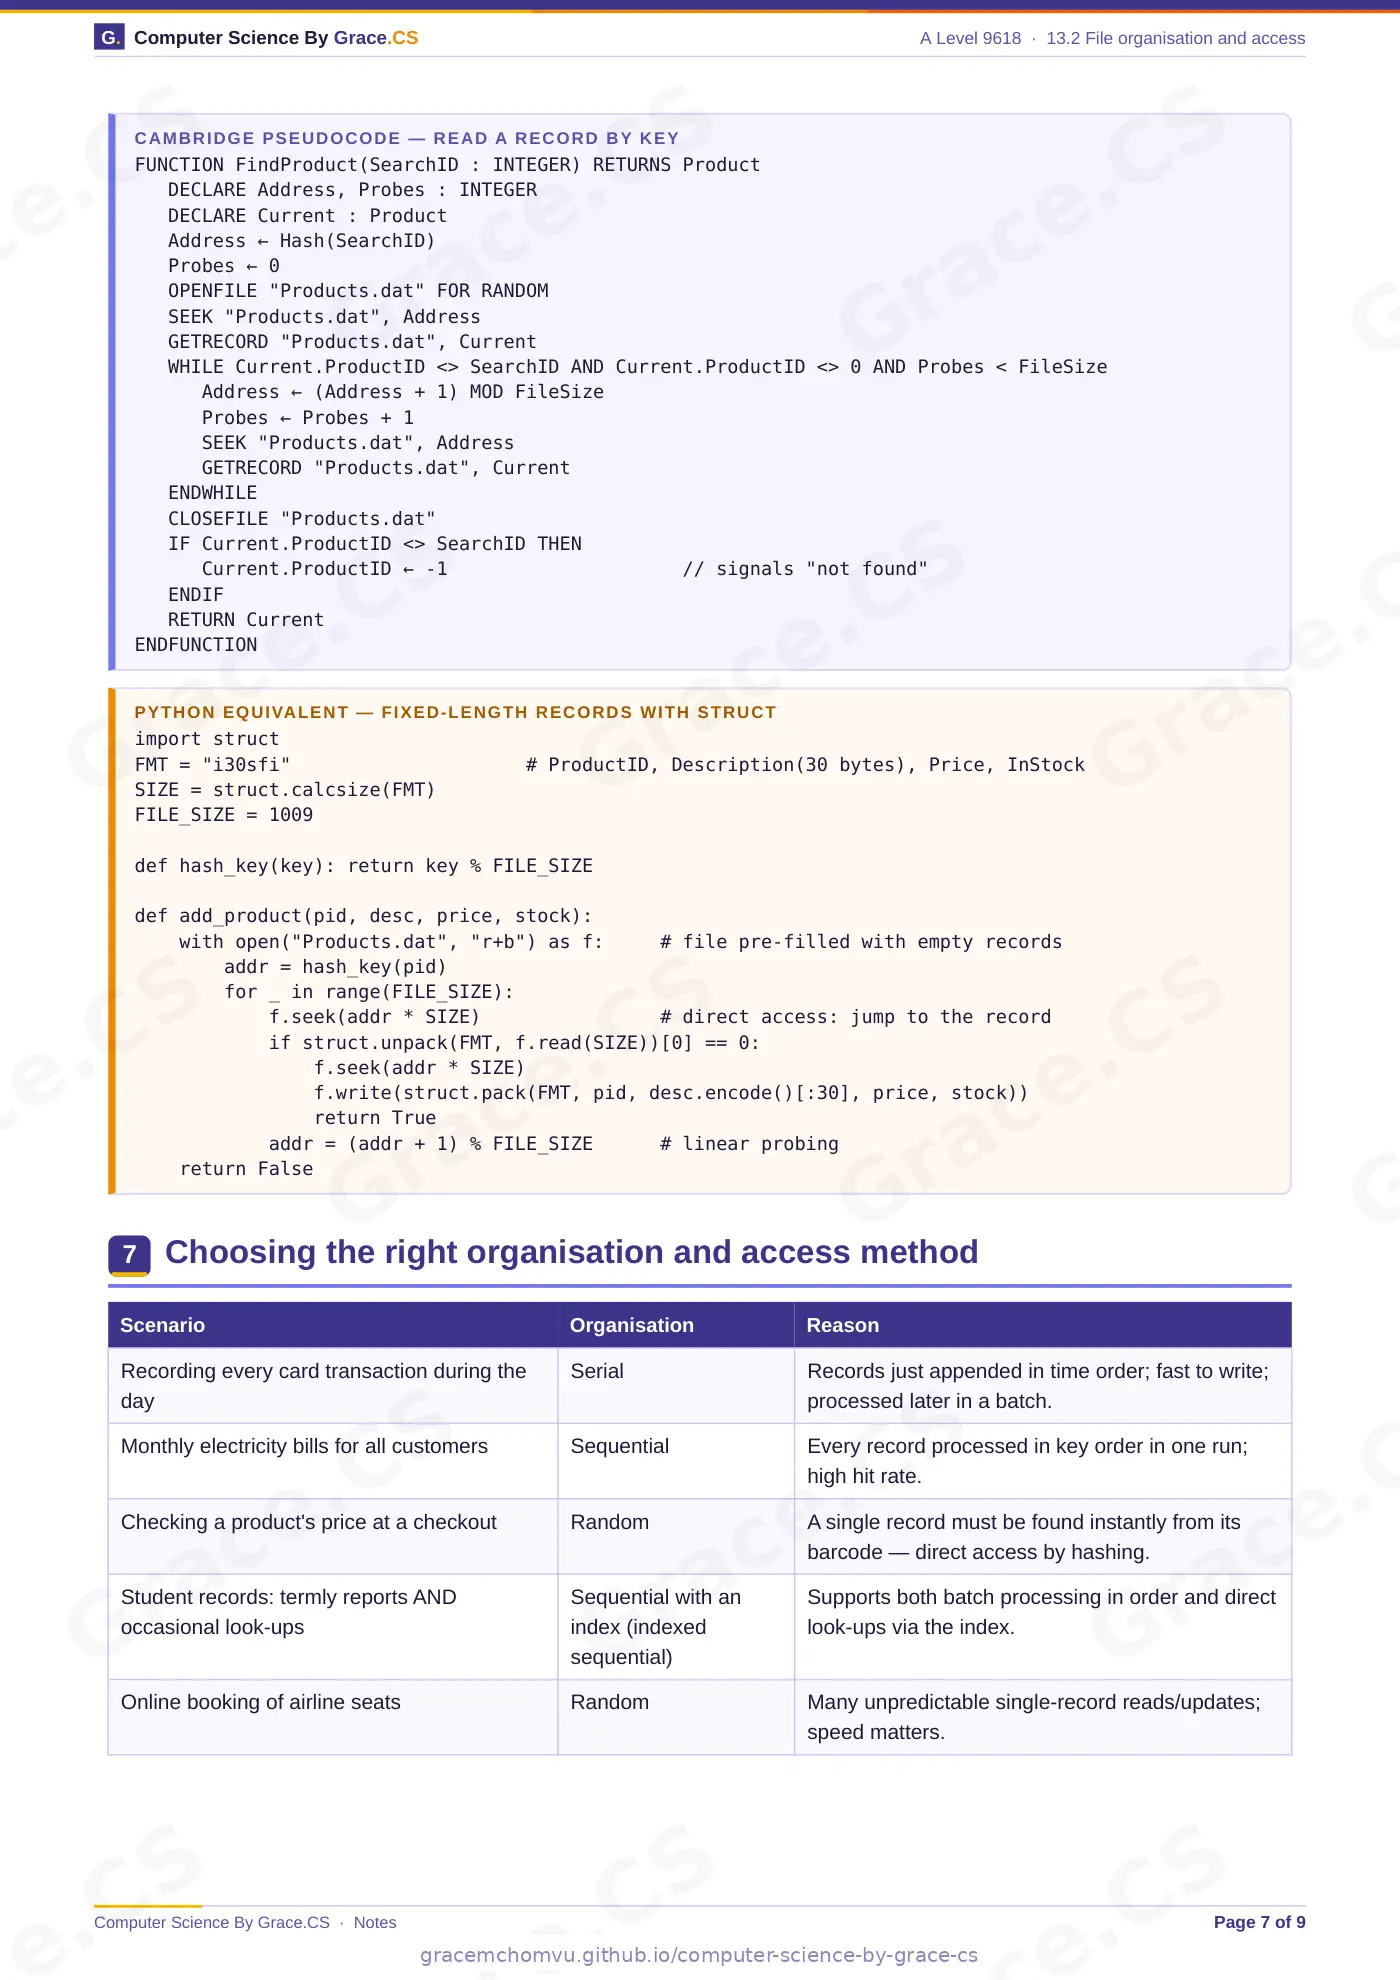 G. Computer Science By Grace.CS
A Level 9618 · 13.2 File organisation and access
CAMBRIDGE PSEUDOCODE — READ A RECORD BY KEY
FUNCTION FindProduct(SearchID : INTEGER) RETURNS Product
   DECLARE Address, Probes : INTEGER
   DECLARE Current : Product
   Address ← Hash(SearchID)
   Probes ← 0
   OPENFILE "Products.dat" FOR RANDOM
   SEEK "Products.dat", Address
   GETRECORD "Products.dat", Current
   WHILE Current.ProductID <> SearchID AND Current.ProductID <> 0 AND Probes < FileSize
      Address ← (Address + 1) MOD FileSize
      Probes ← Probes + 1
      SEEK "Products.dat", Address
      GETRECORD "Products.dat", Current
   ENDWHILE
   CLOSEFILE "Products.dat"
   IF Current.ProductID <> SearchID THEN
      Current.ProductID ← -1                     // signals "not found"
   ENDIF
   RETURN Current
ENDFUNCTION
PYTHON EQUIVALENT — FIXED-LENGTH RECORDS WITH STRUCT
import struct
FMT = "i30sfi"                     # ProductID, Description(30 bytes), Price, InStock
SIZE = struct.calcsize(FMT)
FILE_SIZE = 1009
def hash_key(key): return key % FILE_SIZE
def add_product(pid, desc, price, stock):
    with open("Products.dat", "r+b") as f:     # file pre-filled with empty records
        addr = hash_key(pid)
        for _ in range(FILE_SIZE):
            f.seek(addr * SIZE)                # direct access: jump to the record
            if struct.unpack(FMT, f.read(SIZE))[0] == 0:
                f.seek(addr * SIZE)
                f.write(struct.pack(FMT, pid, desc.encode()[:30], price, stock))
                return True
            addr = (addr + 1) % FILE_SIZE      # linear probing
    return False
7 Choosing the right organisation and access method
Scenario Organisation Reason
Recording every card transaction during the
day
Serial
Records just appended in time order; fast to write;
processed later in a batch.
Monthly electricity bills for all customers
Sequential
Every record processed in key order in one run;
high hit rate.
Checking a product's price at a checkout
Random
A single record must be found instantly from its
barcode — direct access by hashing.
Student records: termly reports AND
occasional look-ups
Sequential with an
index (indexed
sequential)
Supports both batch processing in order and direct
look-ups via the index.
Online booking of airline seats
Random
Many unpredictable single-record reads/updates;
speed matters.
Computer Science By Grace.CS · Notes
Page 7 of 9
gracemchomvu.github.io/computer-science-by-grace-cs
Grace.CS